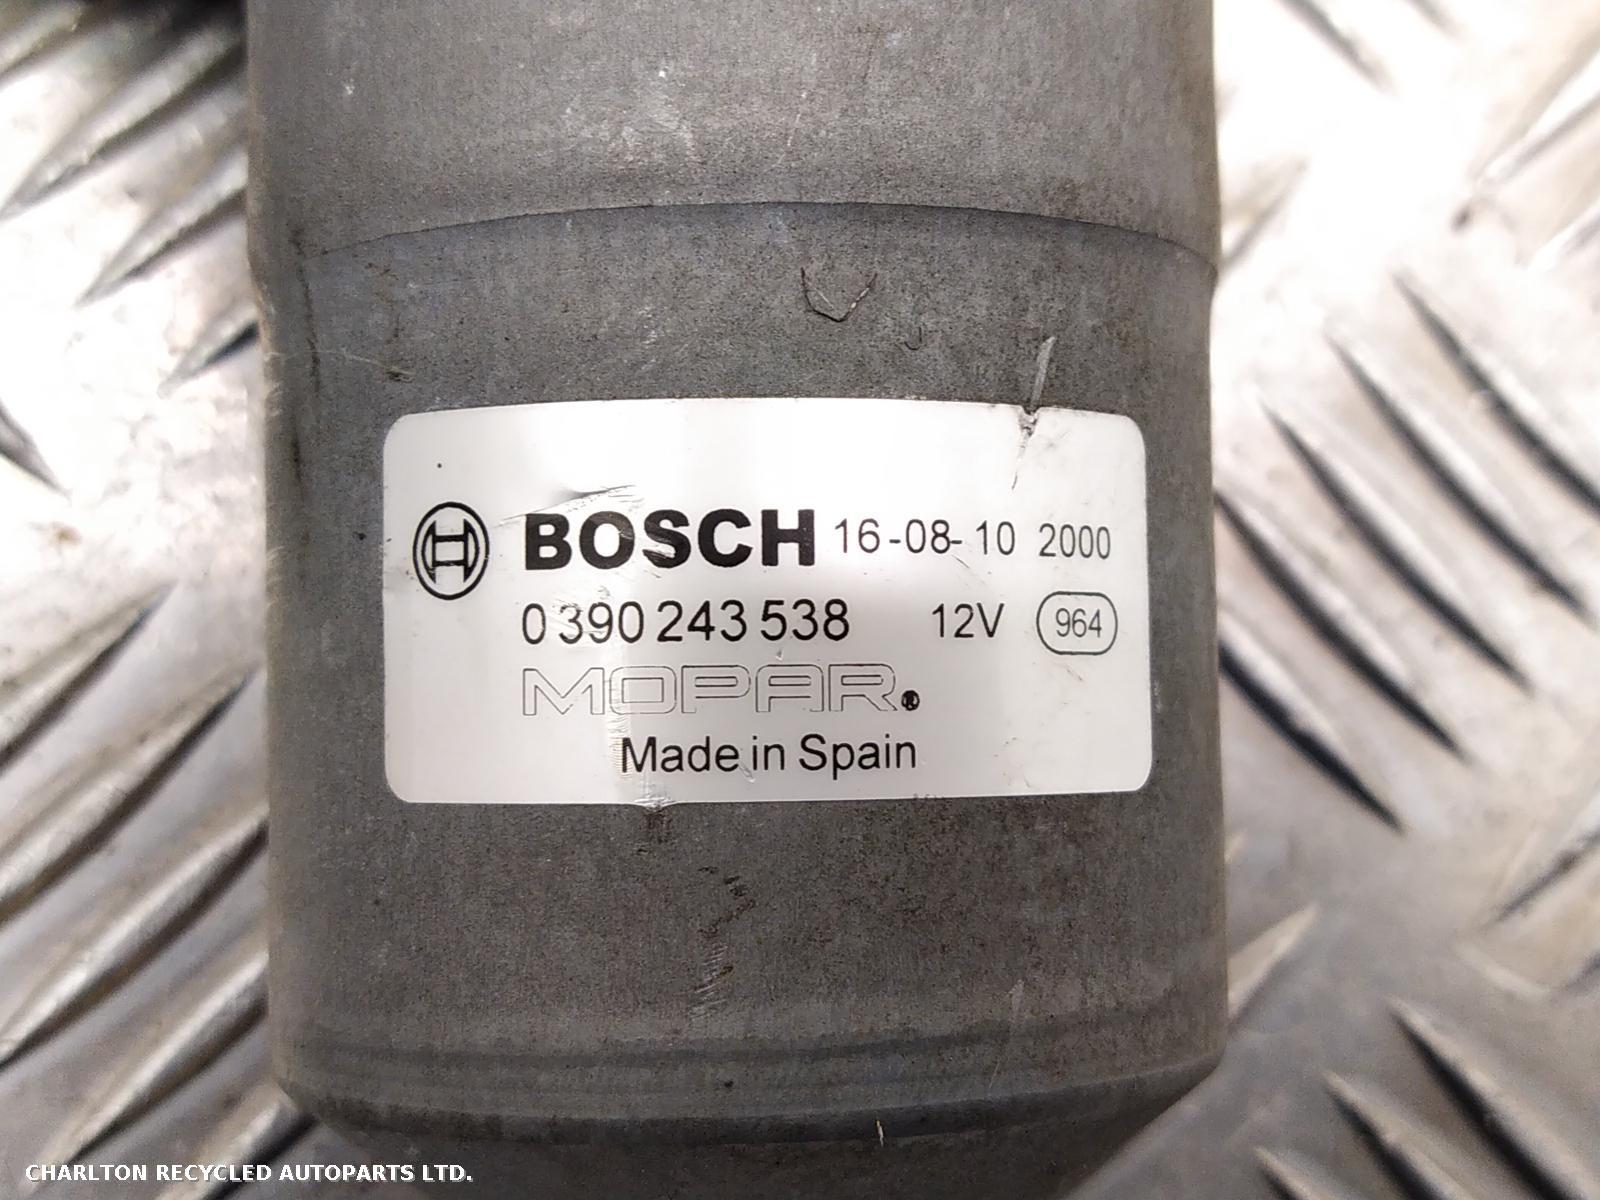 BOSCH 16-08-10 2000
0 390 243 538 12V 964
MOPAR®
Made in Spain
CHARLTON RECYCLED AUTOPARTS LTD.